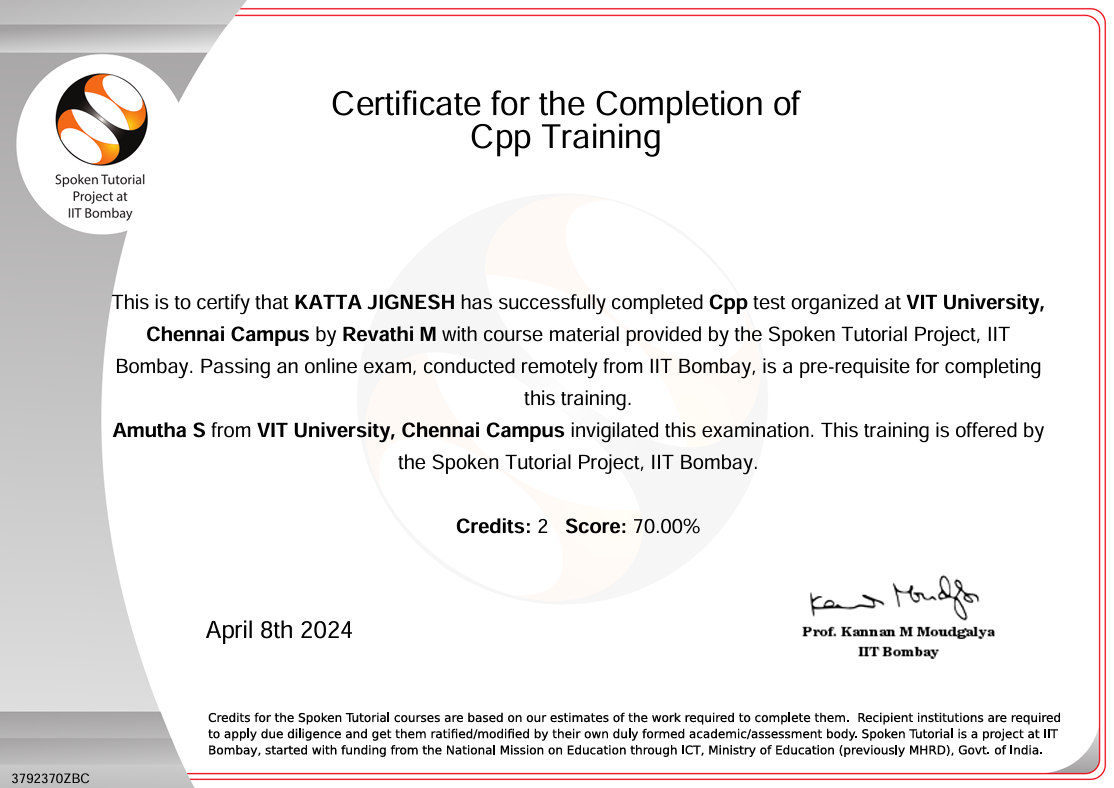 Spoken Tutorial
Project at
IIT Bombay
Certificate for the Completion of
Cpp Training
This is to certify that KATTA JIGNESH has successfully completed Cpp test organized at VIT University,
Chennai Campus by Revathi M with course material provided by the Spoken Tutorial Project, IIT
Bombay. Passing an online exam, conducted remotely from IIT Bombay, is a pre-requisite for completing
this training.
Amutha S from VIT University, Chennai Campus invigilated this examination. This training is offered by
the Spoken Tutorial Project, IIT Bombay.
Credits: 2 Score: 70.00%
April 8th 2024
Kannan Moudgalya
Prof. Kannan M Moudgalya
IIT Bombay
Credits for the Spoken Tutorial courses are based on our estimates of the work required to complete them. Recipient institutions are required
to apply due diligence and get them ratified/modified by their own duly formed academic/assessment body. Spoken Tutorial is a project at IIT
Bombay, started with funding from the National Mission on Education through ICT, Ministry of Education (previously MHRD), Govt. of India.
3792370ZBC